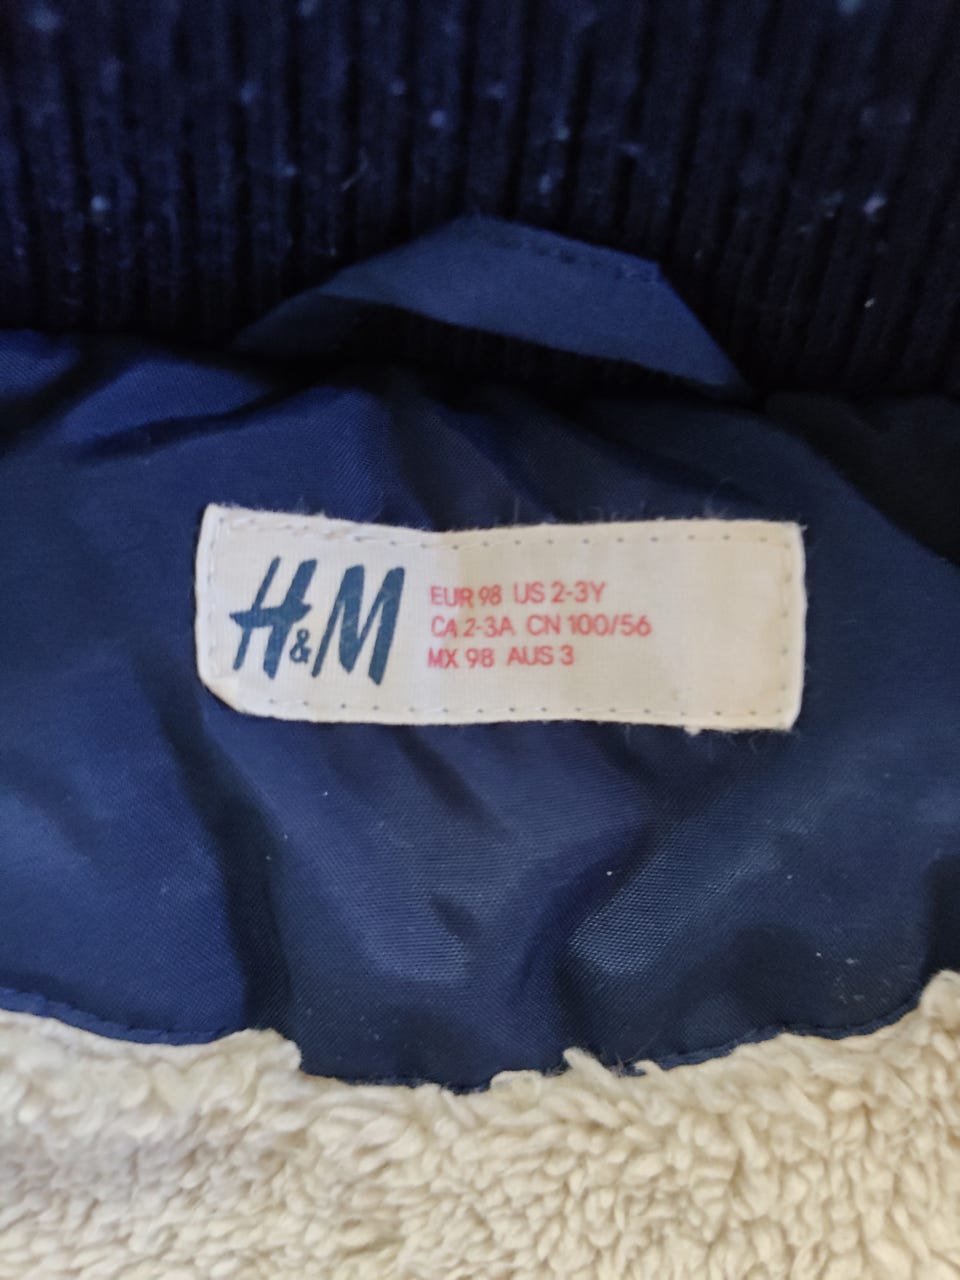 H&M
EUR 98 US 2-3Y
CA 2-3A CN 100/56
MX 98 AUS 3